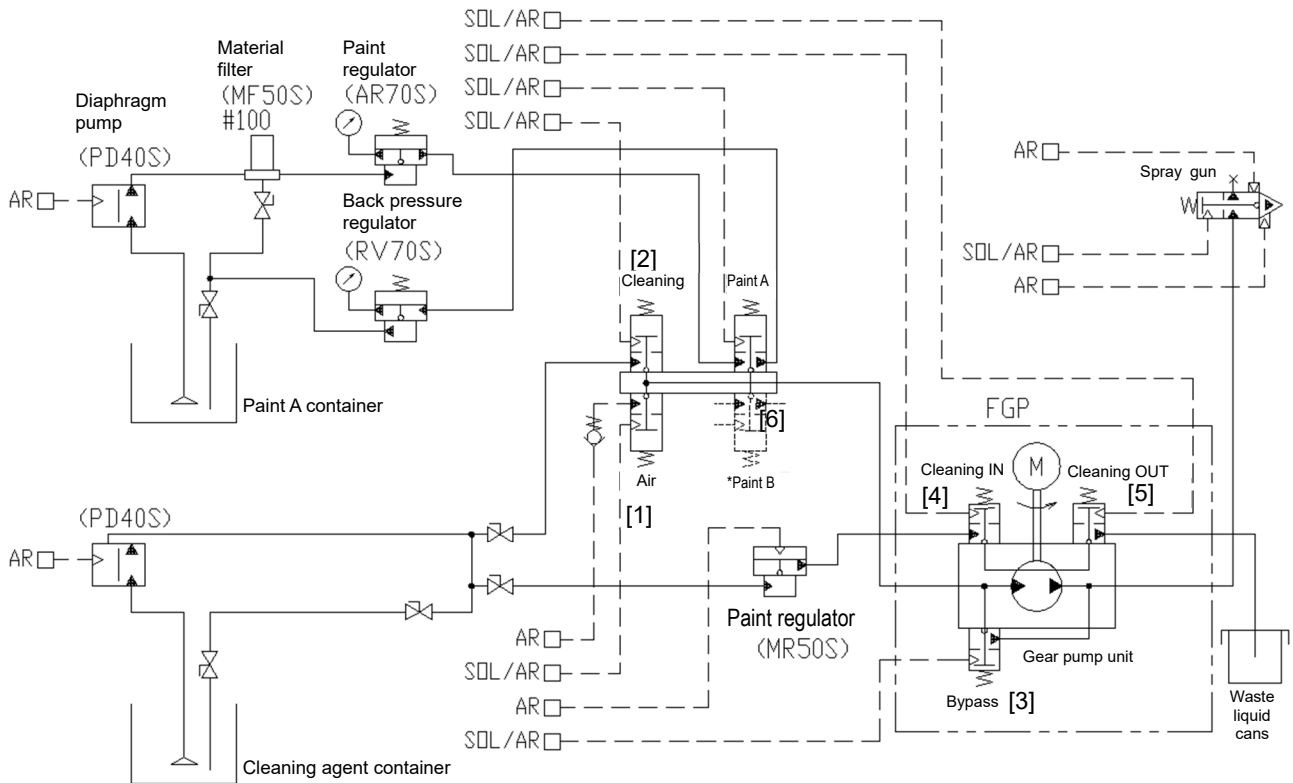 SOL/AR
SOL/AR
SOL/AR
SOL/AR
Material
filter
(MF50S)
#100
Paint
regulator
(AR70S)
Diaphragm
pump
(PD40S)
AR
Back pressure
regulator
(RV70S)
AR
Spray gun
W
SOL/AR
AR
[2]
Cleaning
Paint A
Paint A container
[6]
FGP
Air
*Paint B
[1]
M
Cleaning IN
[4]
Cleaning OUT
[5]
(PD40S)
AR
Paint regulator
(MR50S)
AR
SOL/AR
AR
SOL/AR
Gear pump unit
Bypass [3]
Waste
liquid
cans
Cleaning agent container